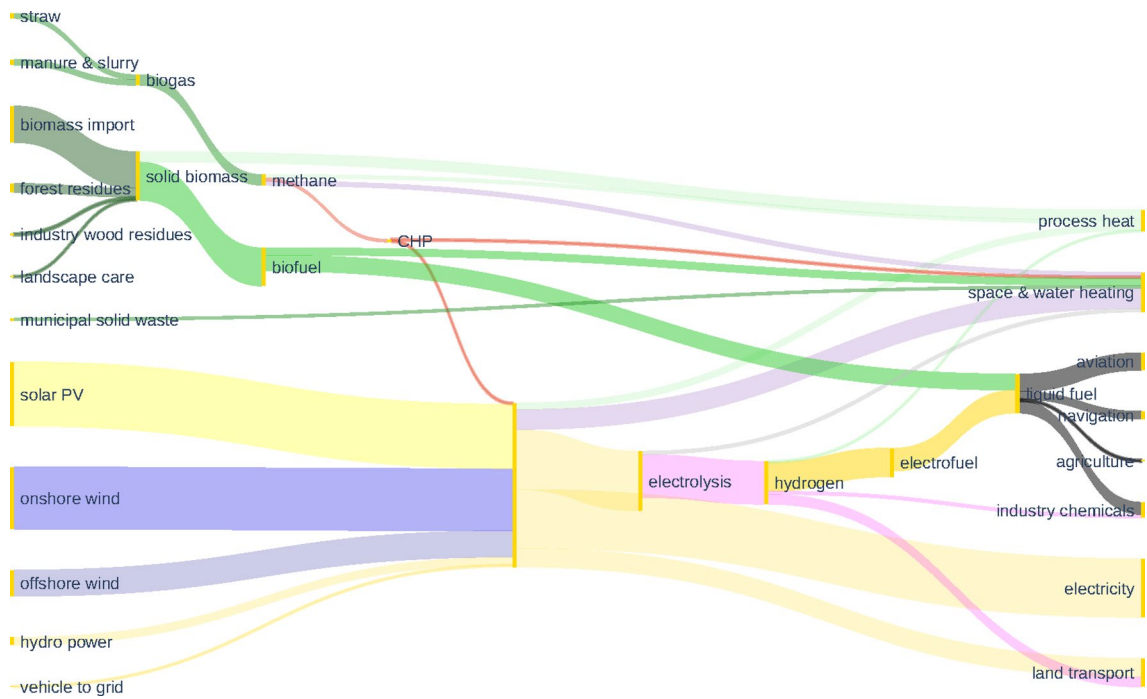 straw
manure & slurry
biogas
biomass import
solid biomass
methane
forest residues
process heat
industry wood residues
CHP
biofuel
landscape care
space & water heating
municipal solid waste
aviation
solar PV
liquid fuel
navigation
electrofuel
agriculture
electrolysis
hydrogen
onshore wind
industry chemicals
offshore wind
electricity
hydro power
land transport
vehicle to grid